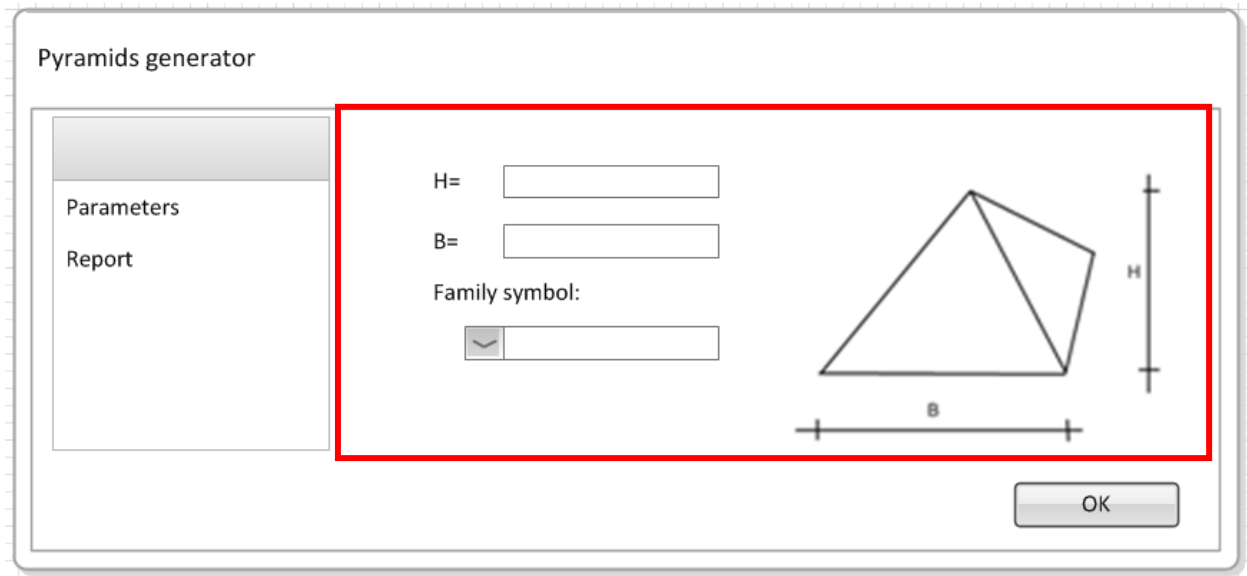 Pyramids generator
Parameters
Report
H=
B=
Family symbol:
H
B
OK